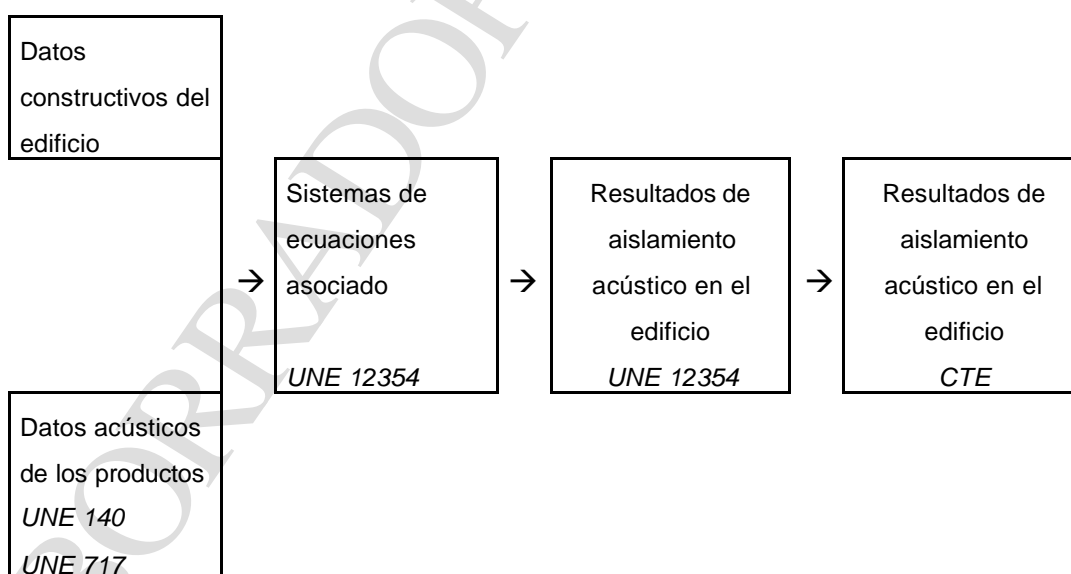 Datos
constructivos del
edificio
Sistemas de
ecuaciones
asociado
UNE 12354
Resultados de
aislamiento
acústico en el
edificio
UNE 12354
Resultados de
aislamiento
acústico en el
edificio
CTE
Datos acústicos
de los productos
UNE 140
UNE 717
→
→
→
BORRADOR